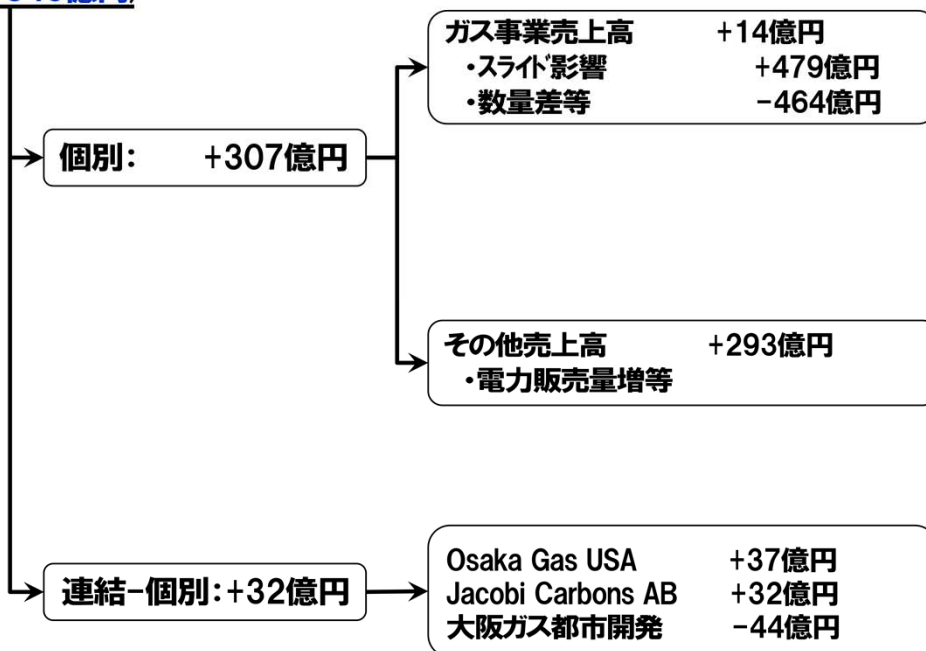 ガス事業売上高 +14億円
・スライド影響 +479億円
・数量差等 -464億円
個別: +307億円
その他売上高 +293億円
・電力販売量増等
連結-個別:+32億円
Osaka Gas USA +37億円
Jacobi Carbons AB +32億円
大阪ガス都市開発 -44億円